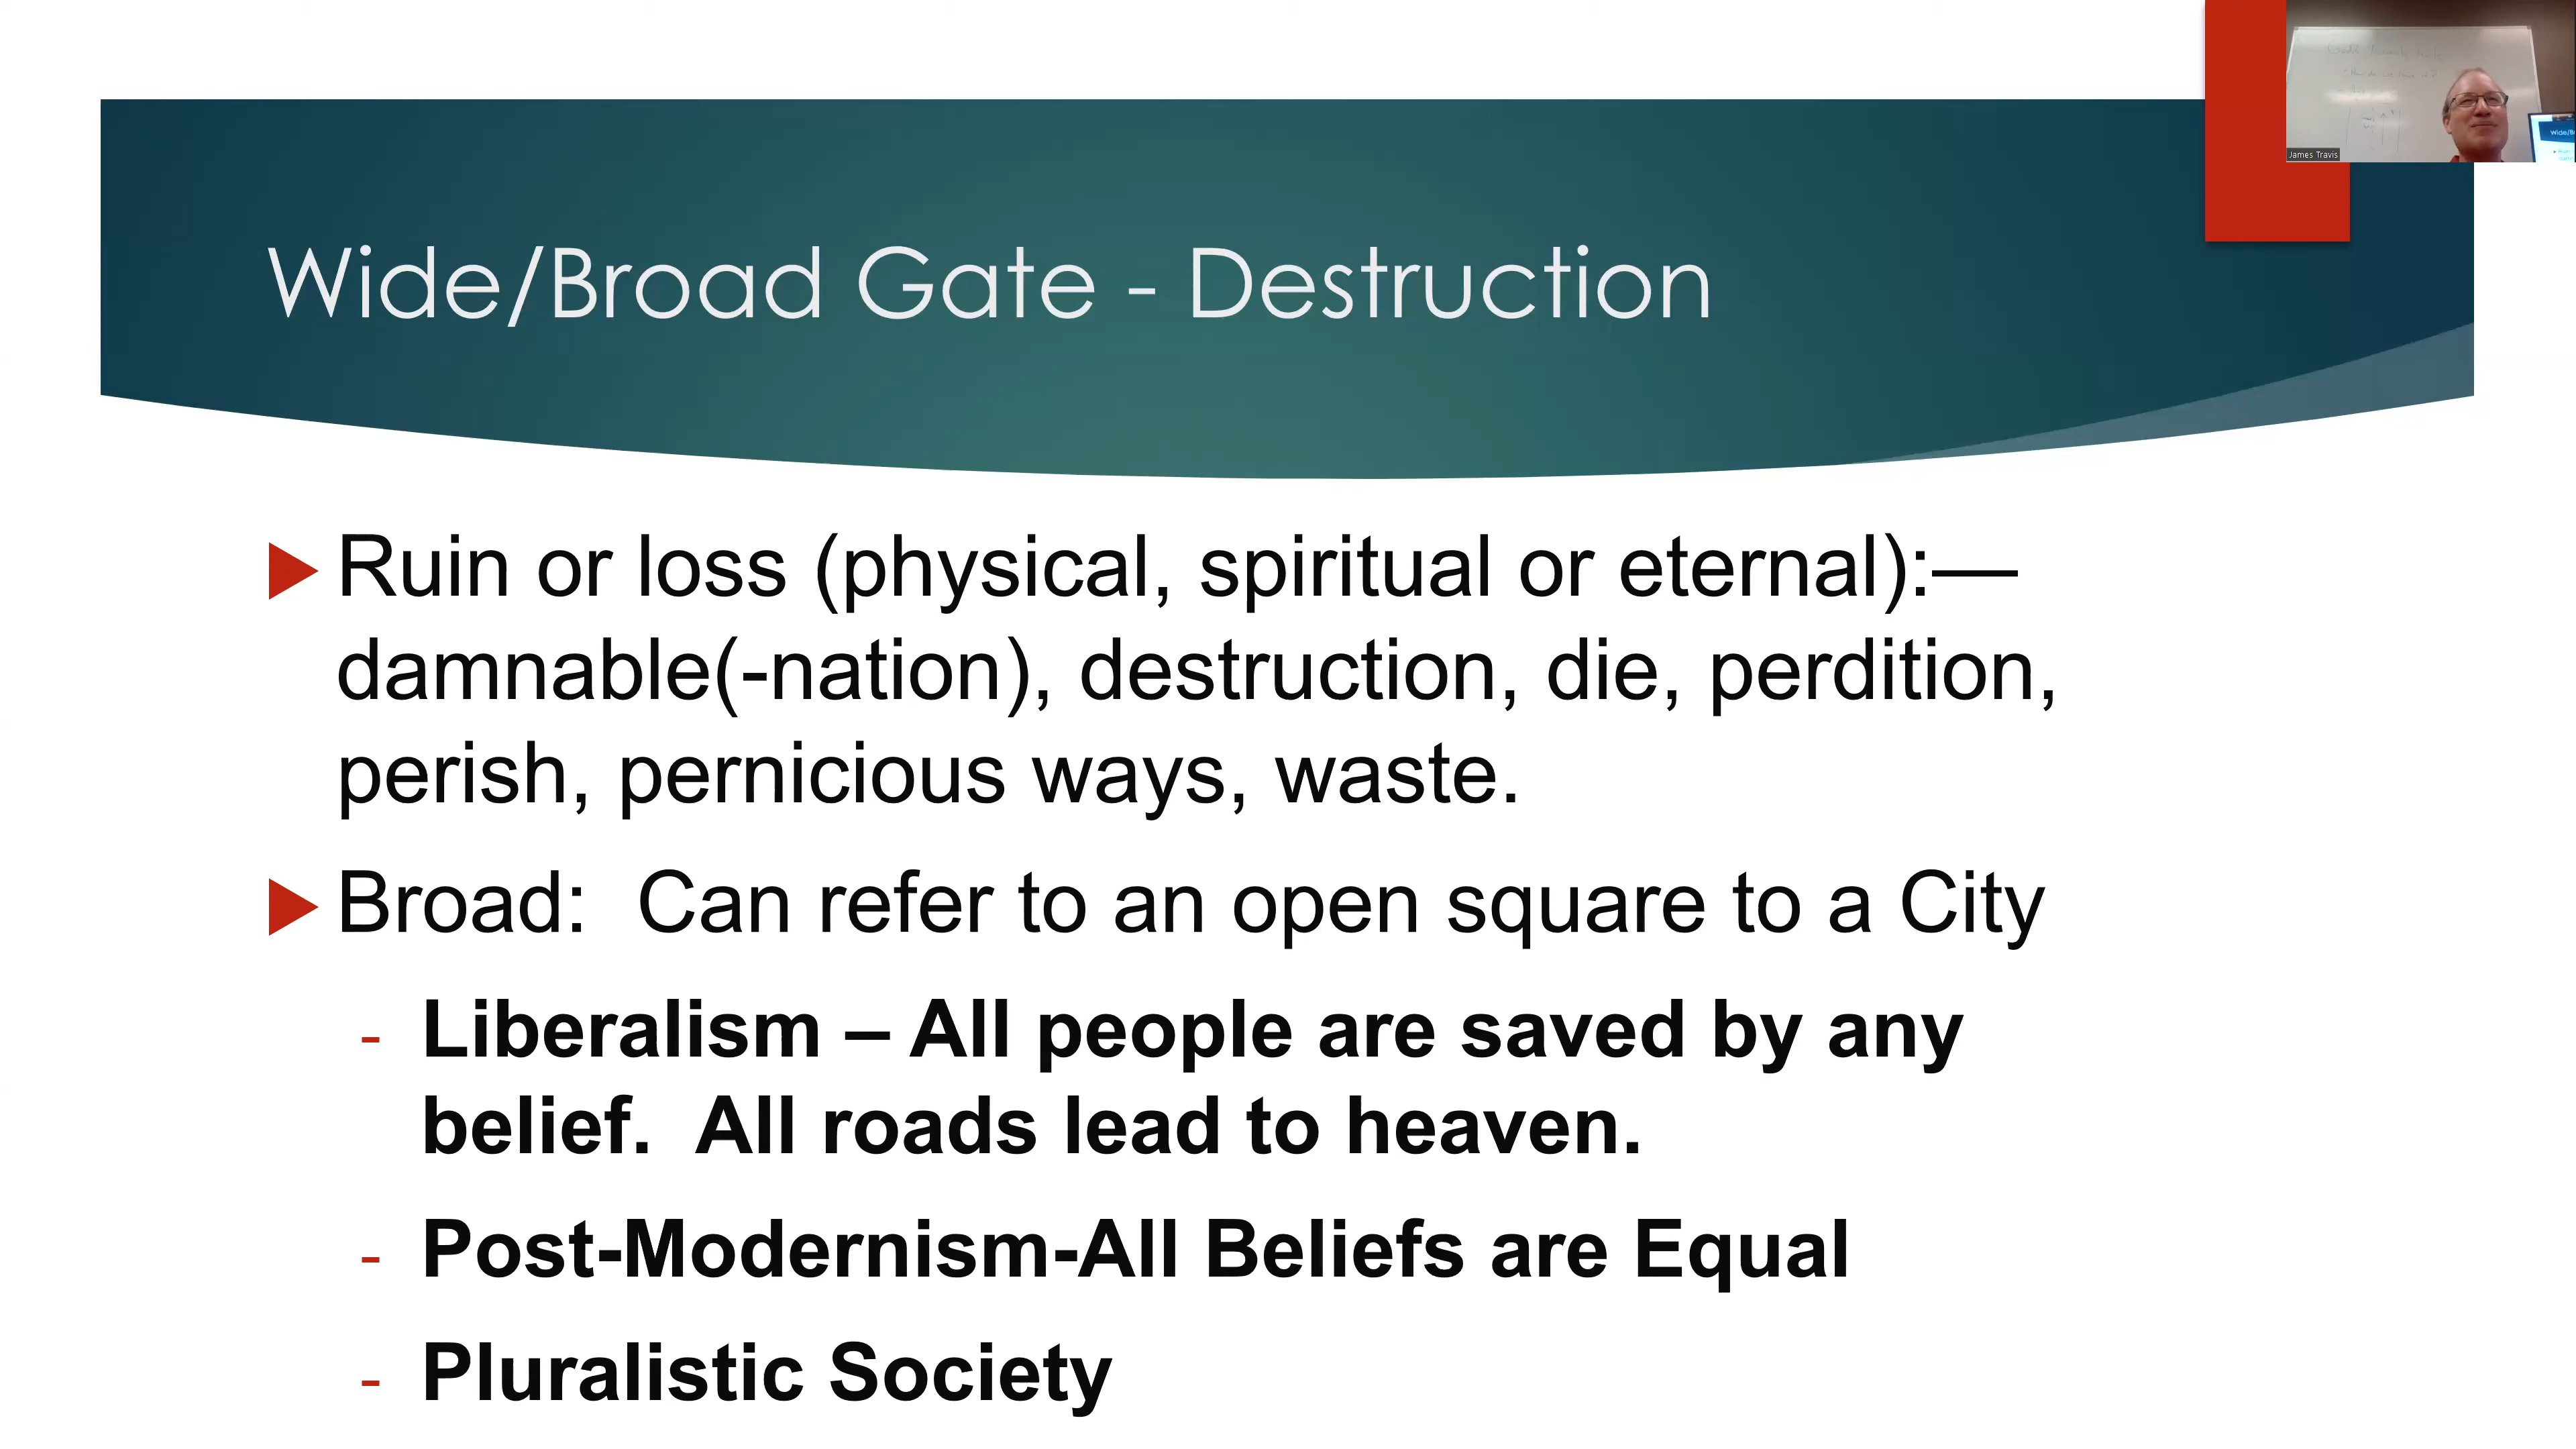 Wide/Broad Gate - Destruction
Ruin or loss (physical, spiritual or eternal):—
damnable(-nation), destruction, die, perdition,
perish, pernicious ways, waste.
Broad:  Can refer to an open square to a City
- Liberalism – All people are saved by any
belief.  All roads lead to heaven.
- Post-Modernism-All Beliefs are Equal
- Pluralistic Society
James Travis